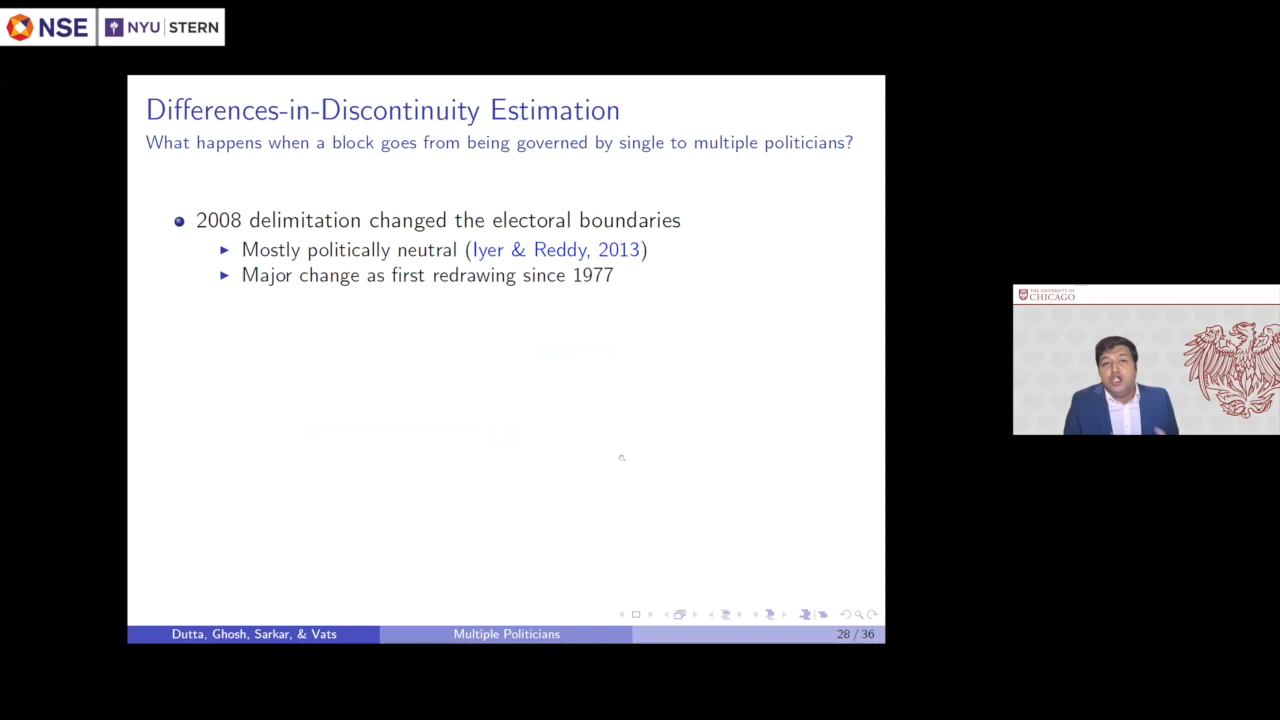 NSE NYU STERN
Differences-in-Discontinuity Estimation
What happens when a block goes from being governed by single to multiple politicians?
2008 delimitation changed the electoral boundaries
Mostly politically neutral (Iyer & Reddy, 2013)
Major change as first redrawing since 1977
THE UNIVERSITY OF
CHICAGO
Dutta, Ghosh, Sarkar, & Vats Multiple Politicians 28 / 36